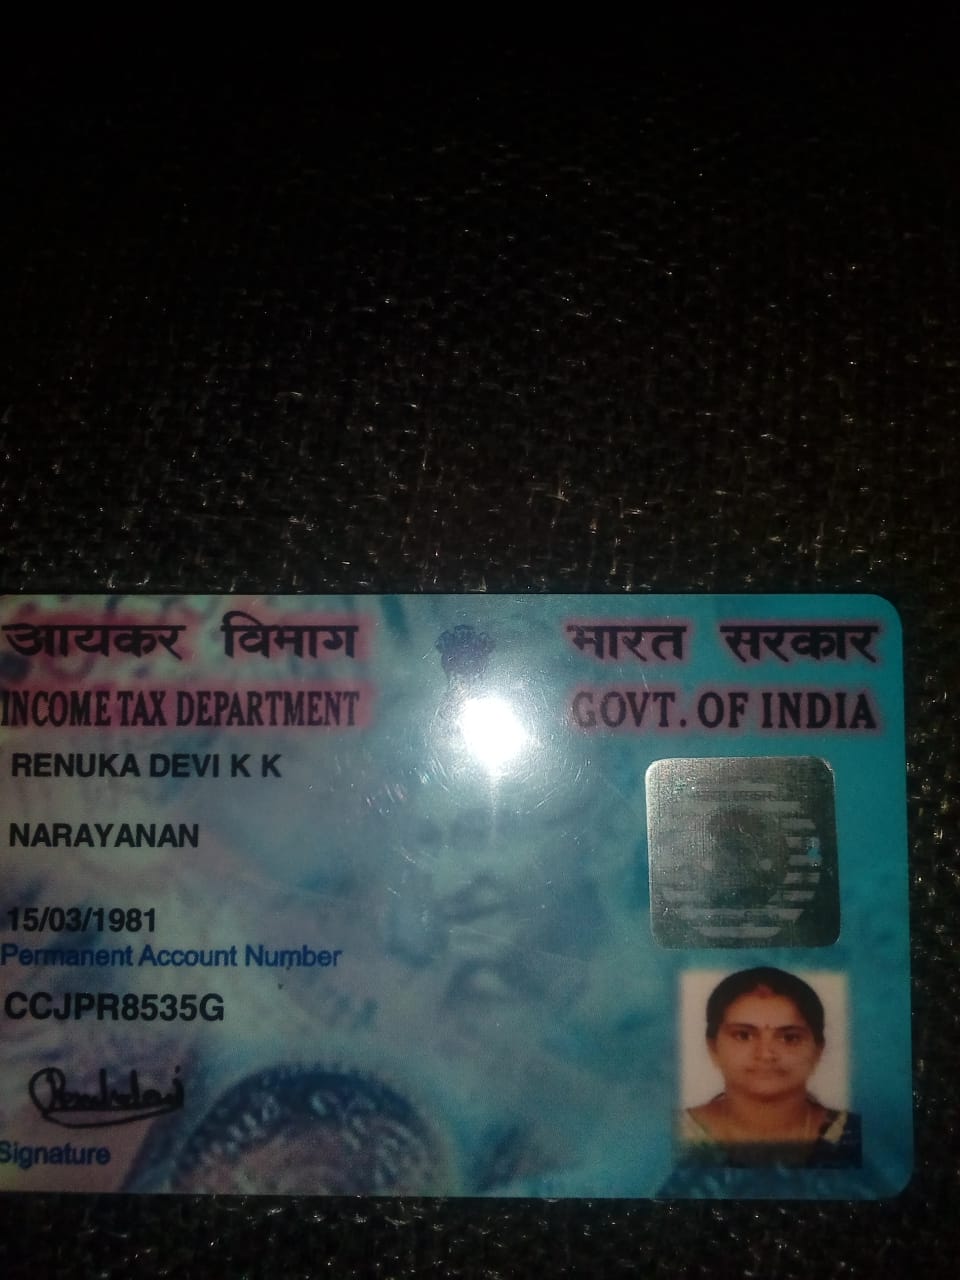 आयकर विभाग भारत सरकार
INCOME TAX DEPARTMENT GOVT. OF INDIA
RENUKA DEVI K K
NARAYANAN
15/03/1981
Permanent Account Number
CCJPR8535G
Signature